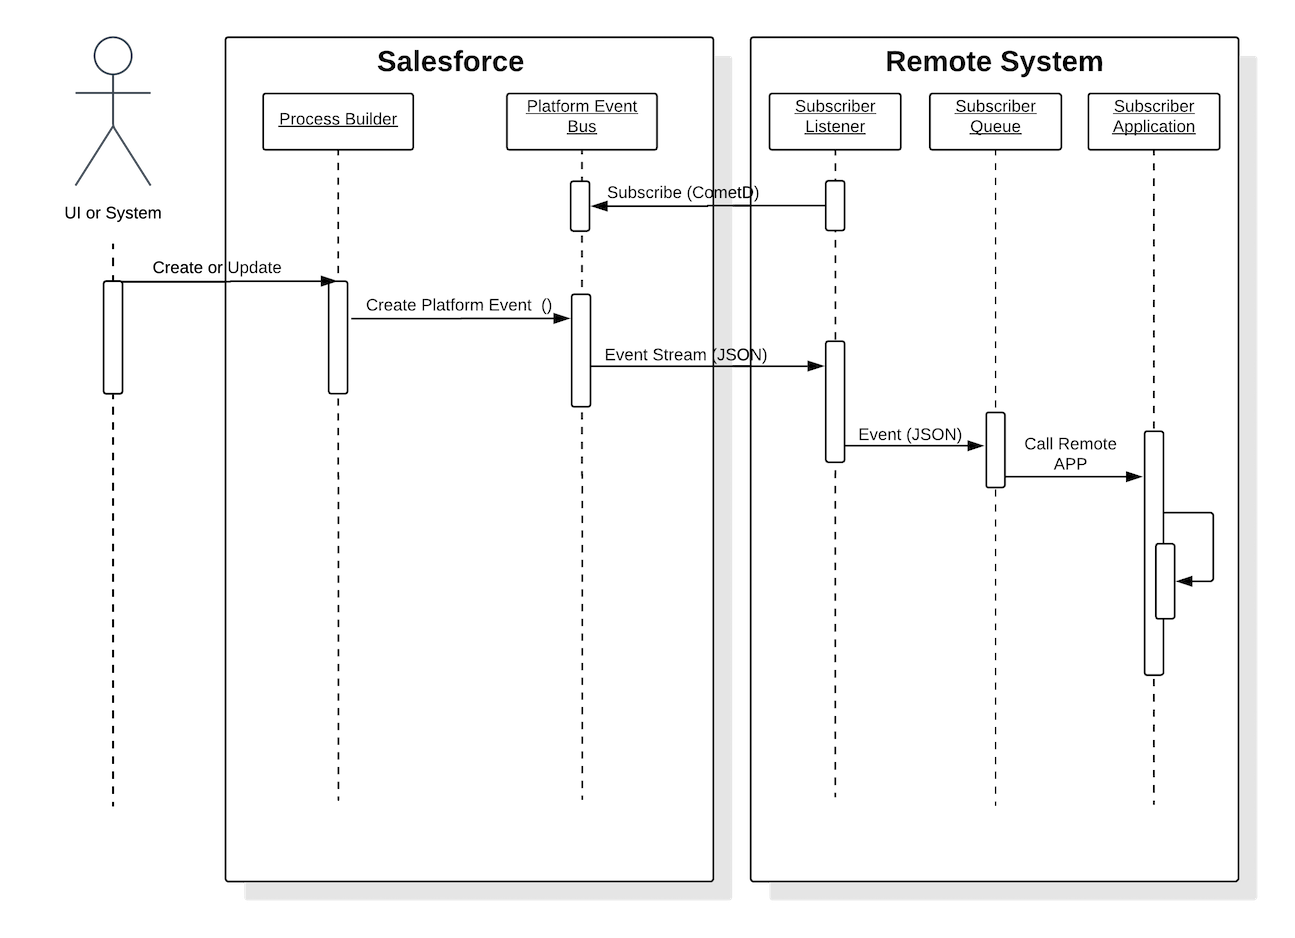 Salesforce
Remote System
Process Builder
Platform Event
Bus
Subscriber
Listener
Subscriber
Queue
Subscriber
Application
UI or System
Subscribe (CometD)
Create or Update
Create Platform Event  ()
Event Stream (JSON)
Event (JSON)
Call Remote
APP